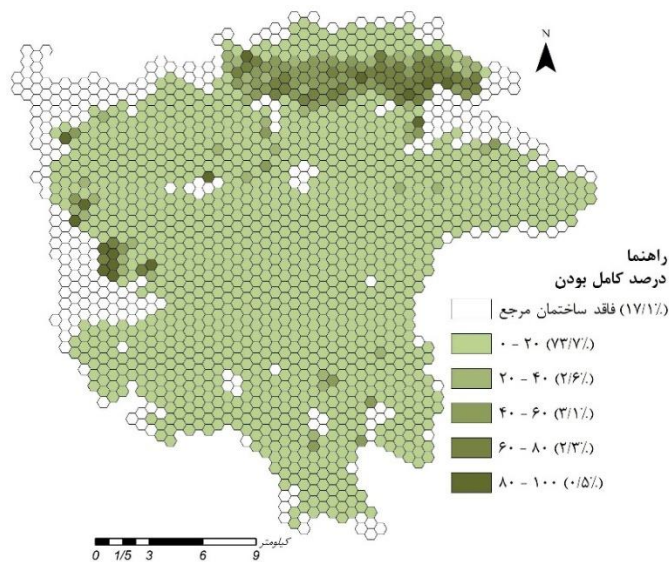 N
راهنما
درصد کامل بودن
فاقد ساختمان مرجع (۱۷/۱٪)
۰ - ۲۰ (۷۳/۷٪)
۲۰ - ۴۰ (۲/۶٪)
۴۰ - ۶۰ (۳/۱٪)
۶۰ - ۸۰ (۲/۳٪)
۸۰ - ۱۰۰ (۰/۵٪)
کیلومتر
0 1/5 3 6 9